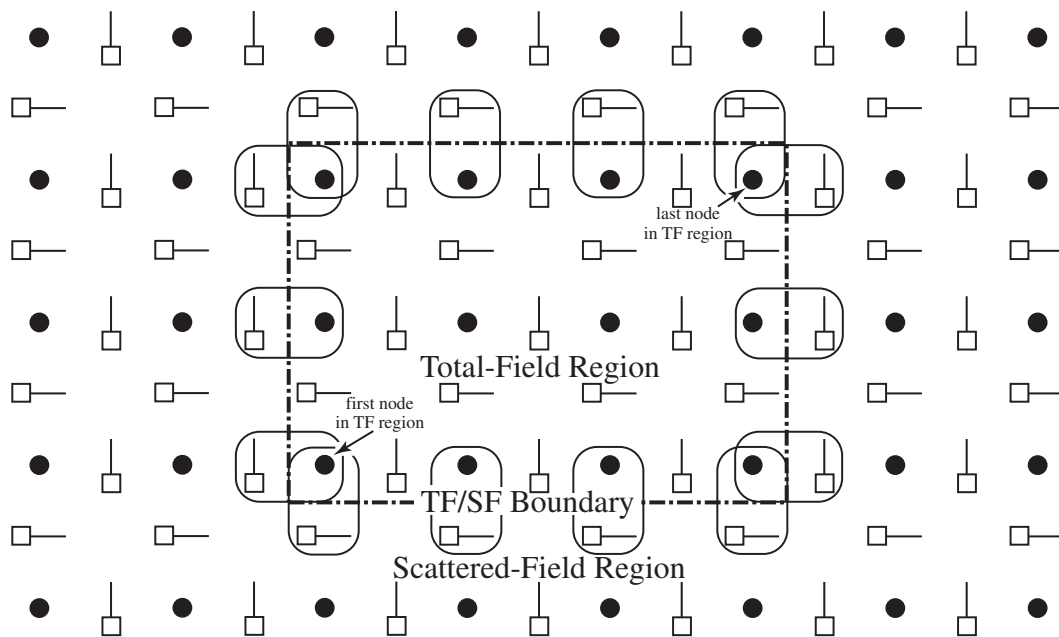 last node
in TF region
Total-Field Region
first node
in TF region
TF/SF Boundary
Scattered-Field Region